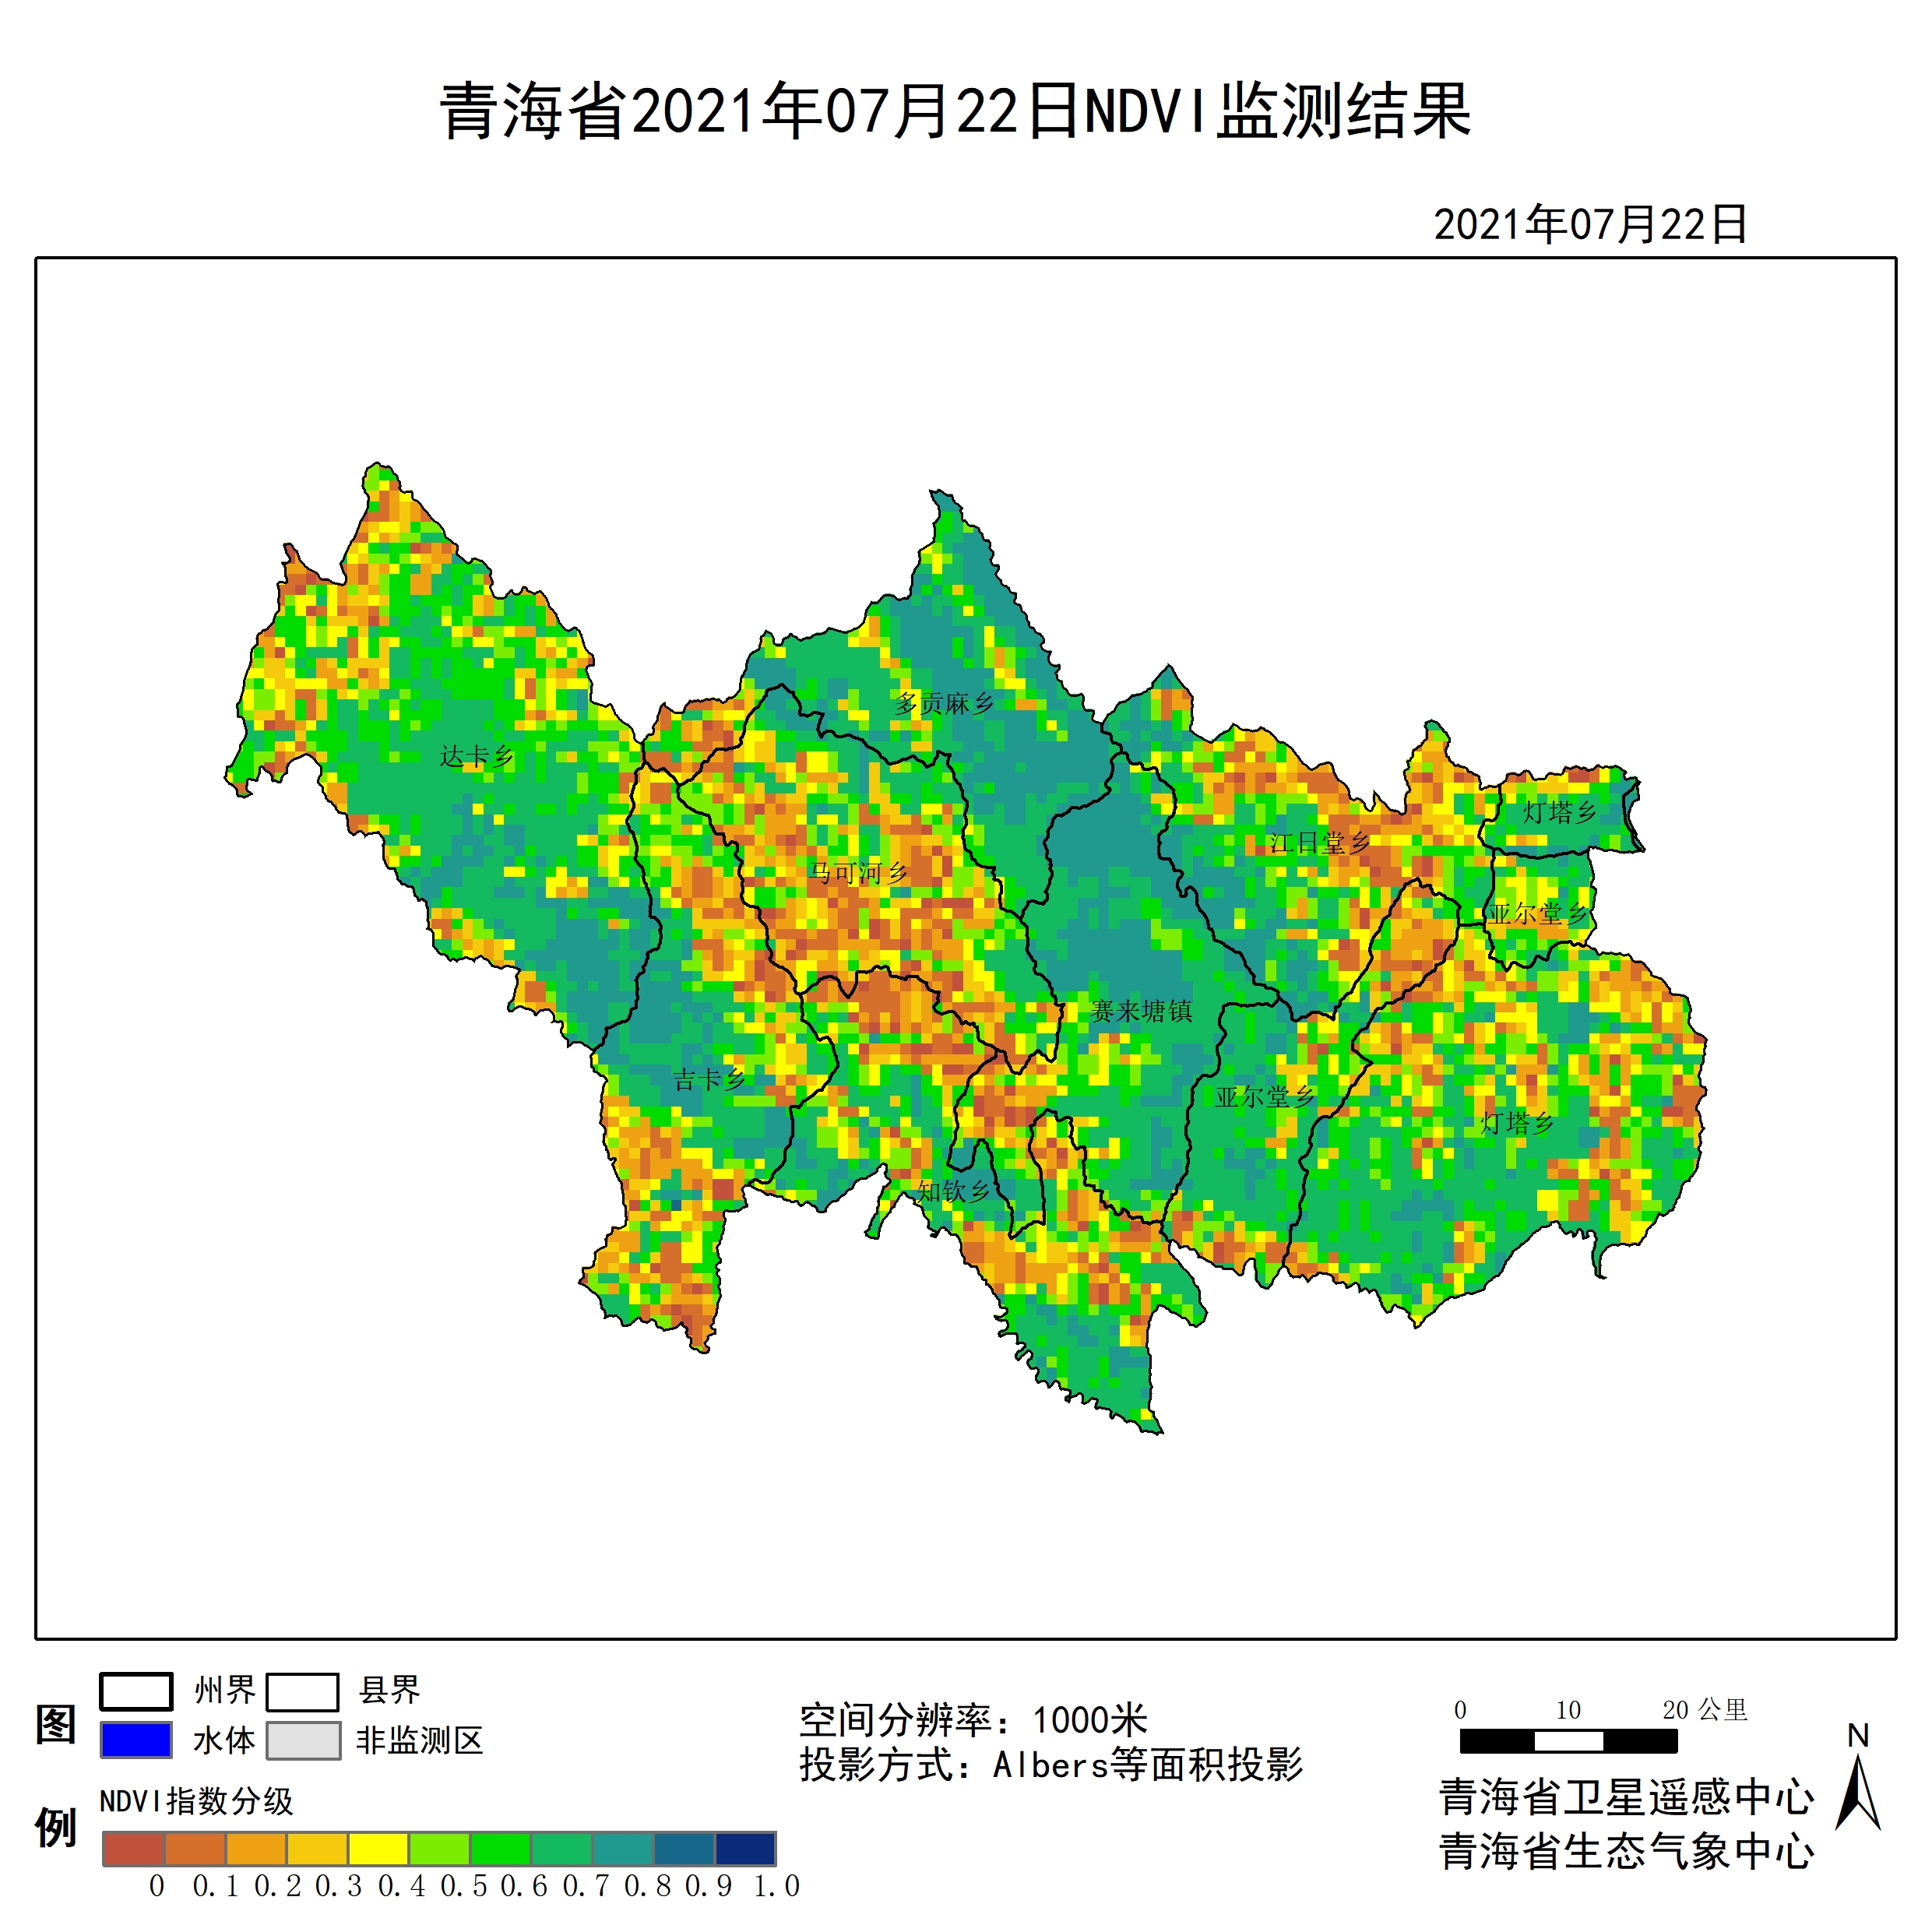 青海省2021年07月22日NDVI监测结果
2021年07月22日
多贡麻乡
达卡乡
灯塔乡
江日堂乡
马可河乡
亚尔堂乡
赛来塘镇
吉卡乡
亚尔堂乡
灯塔乡
知钦乡
图例
州界 县界
水体 非监测区
NDVI指数分级
0 0.1 0.2 0.3 0.4 0.5 0.6 0.7 0.8 0.9 1.0
空间分辨率：1000米
投影方式：Albers等面积投影
0 10 20 公里
N
青海省卫星遥感中心
青海省生态气象中心